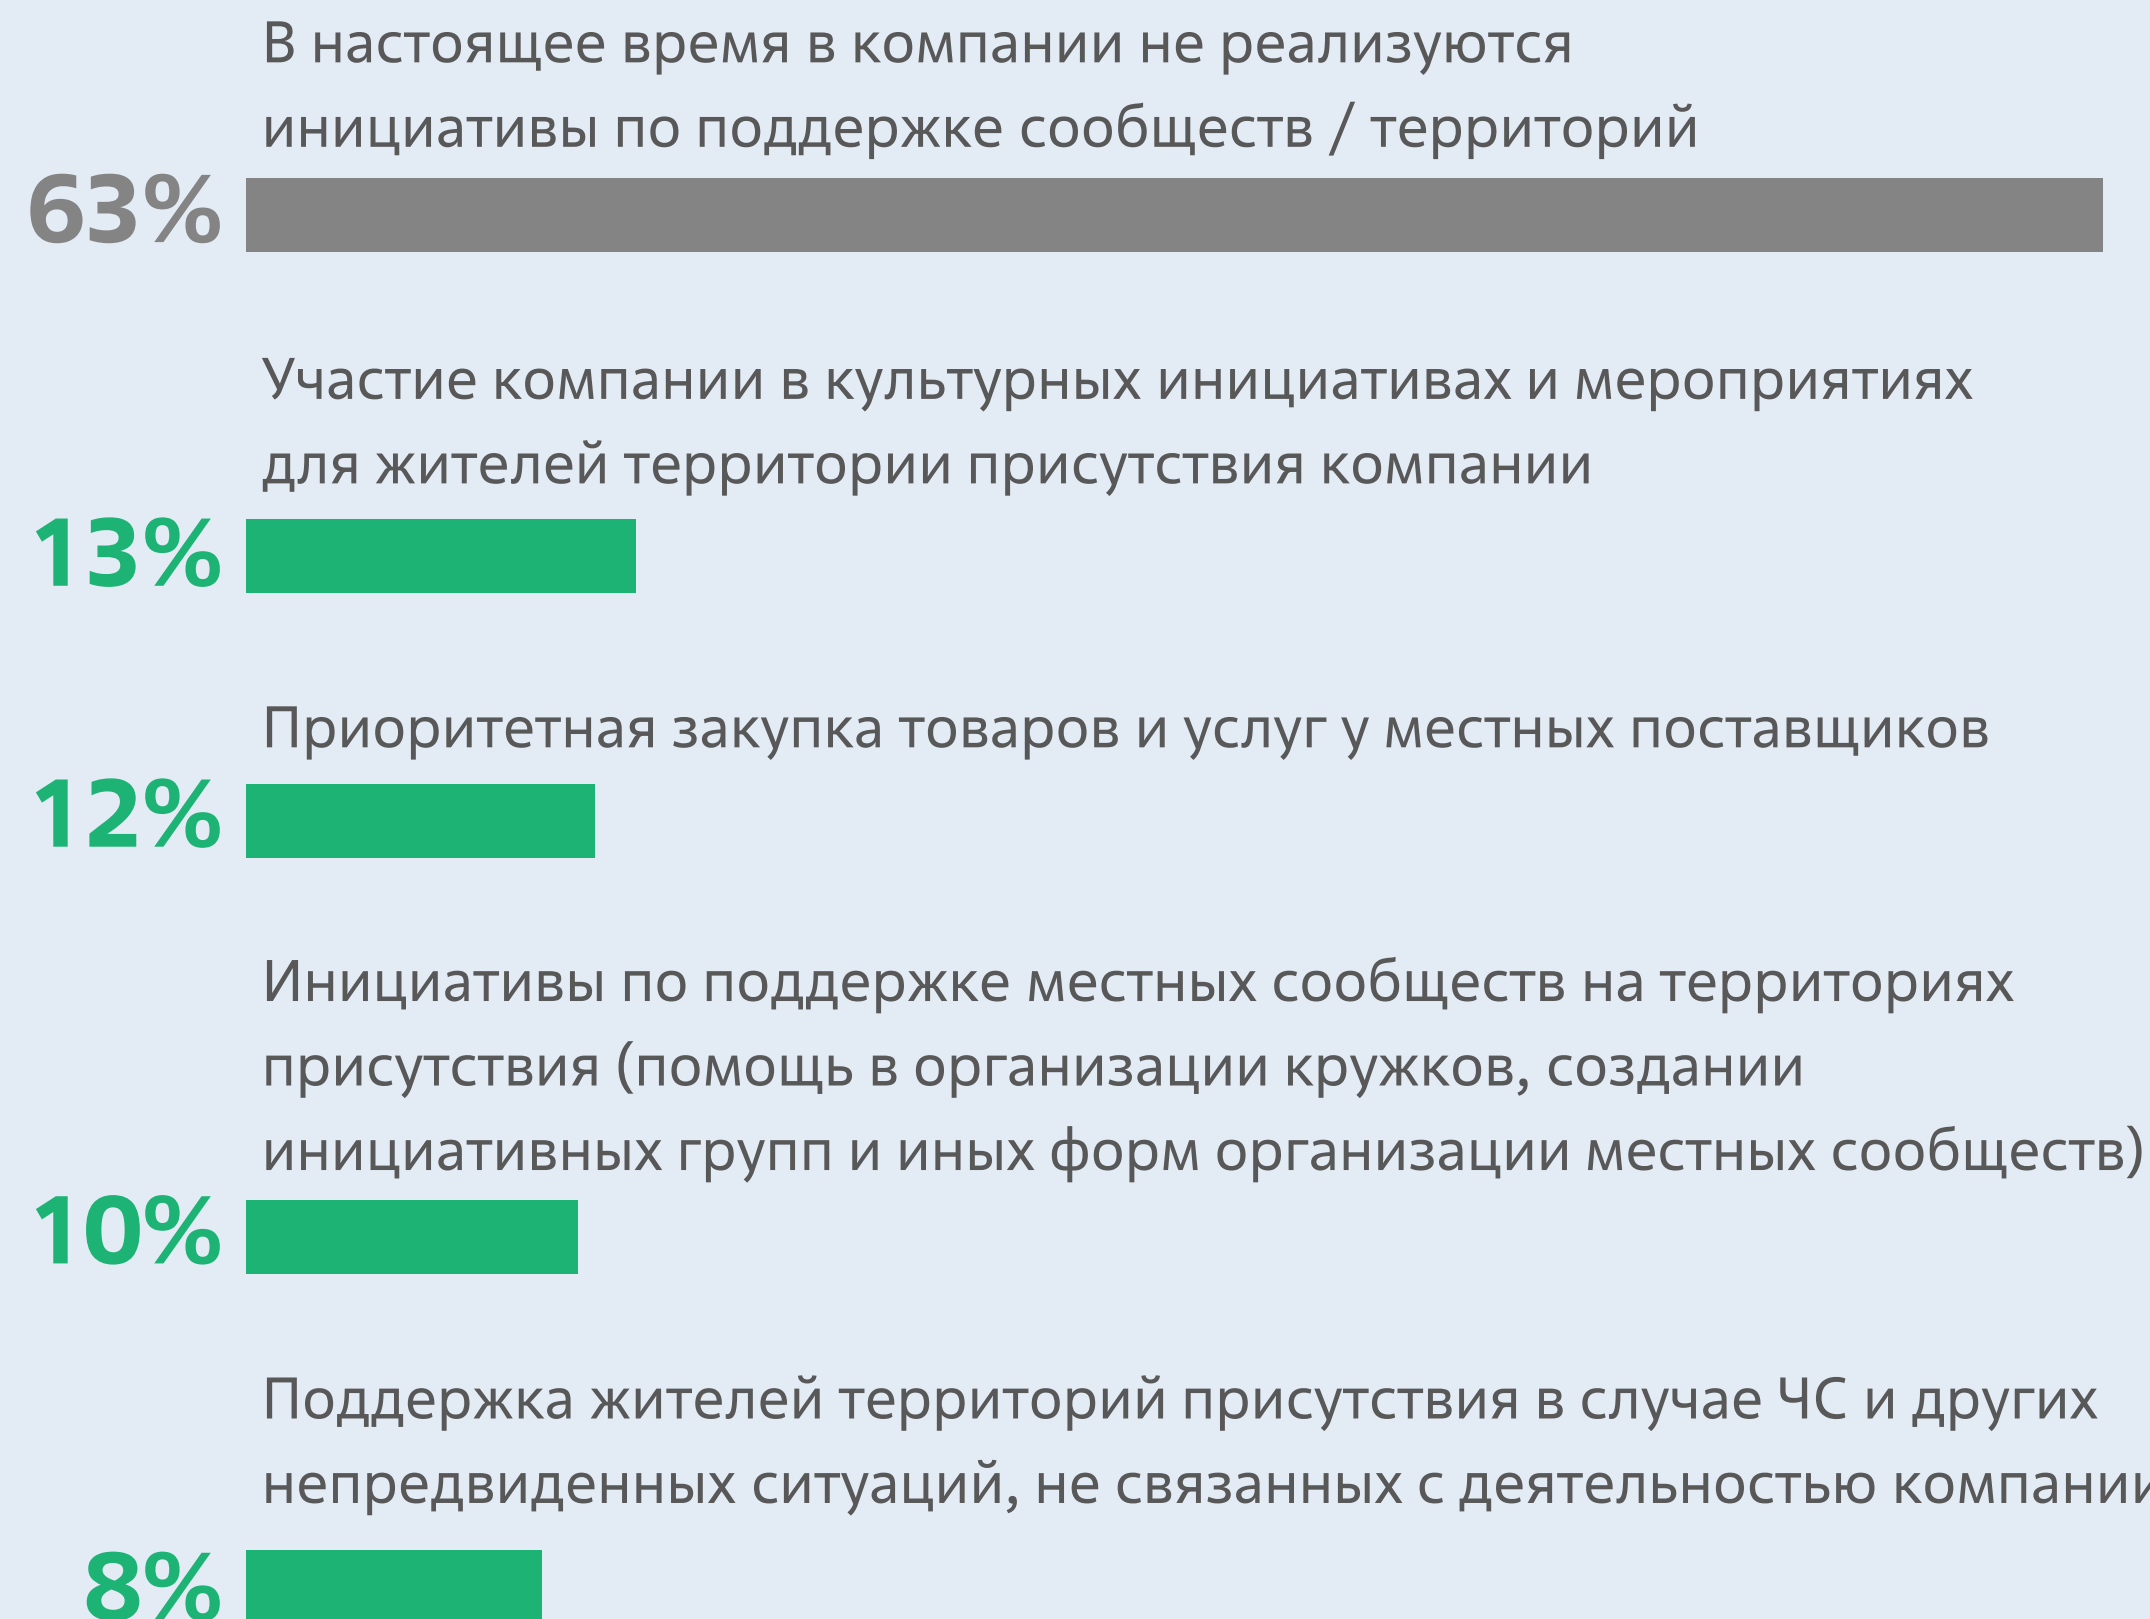 В настоящее время в компании не реализуются
инициативы по поддержке сообществ / территорий
63%
Участие компании в культурных инициативах и мероприятиях
для жителей территории присутствия компании
13%
Приоритетная закупка товаров и услуг у местных поставщиков
12%
Инициативы по поддержке местных сообществ на территориях
присутствия (помощь в организации кружков, создании
инициативных групп и иных форм организации местных сообществ)
10%
Поддержка жителей территорий присутствия в случае ЧС и других
непредвиденных ситуаций, не связанных с деятельностью компании
8%